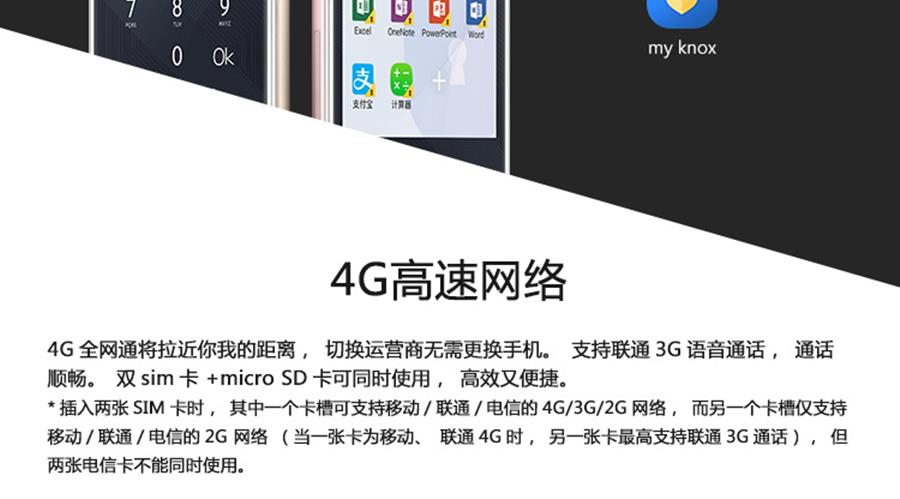 7 8 9
PQRS TUV WXYZ
0 Ok
Excel OneNote PowerPoint Word
支付宝 计算器
my knox
4G高速网络
4G 全网通将拉近你我的距离， 切换运营商无需更换手机。 支持联通 3G 语音通话， 通话
顺畅。 双 sim 卡 +micro SD 卡可同时使用， 高效又便捷。
* 插入两张 SIM 卡时， 其中一个卡槽可支持移动 / 联通 / 电信的 4G/3G/2G 网络， 而另一个卡槽仅支持
移动 / 联通 / 电信的 2G 网络 （当一张卡为移动、 联通 4G 时， 另一张卡最高支持联通 3G 通话）， 但
两张电信卡不能同时使用。